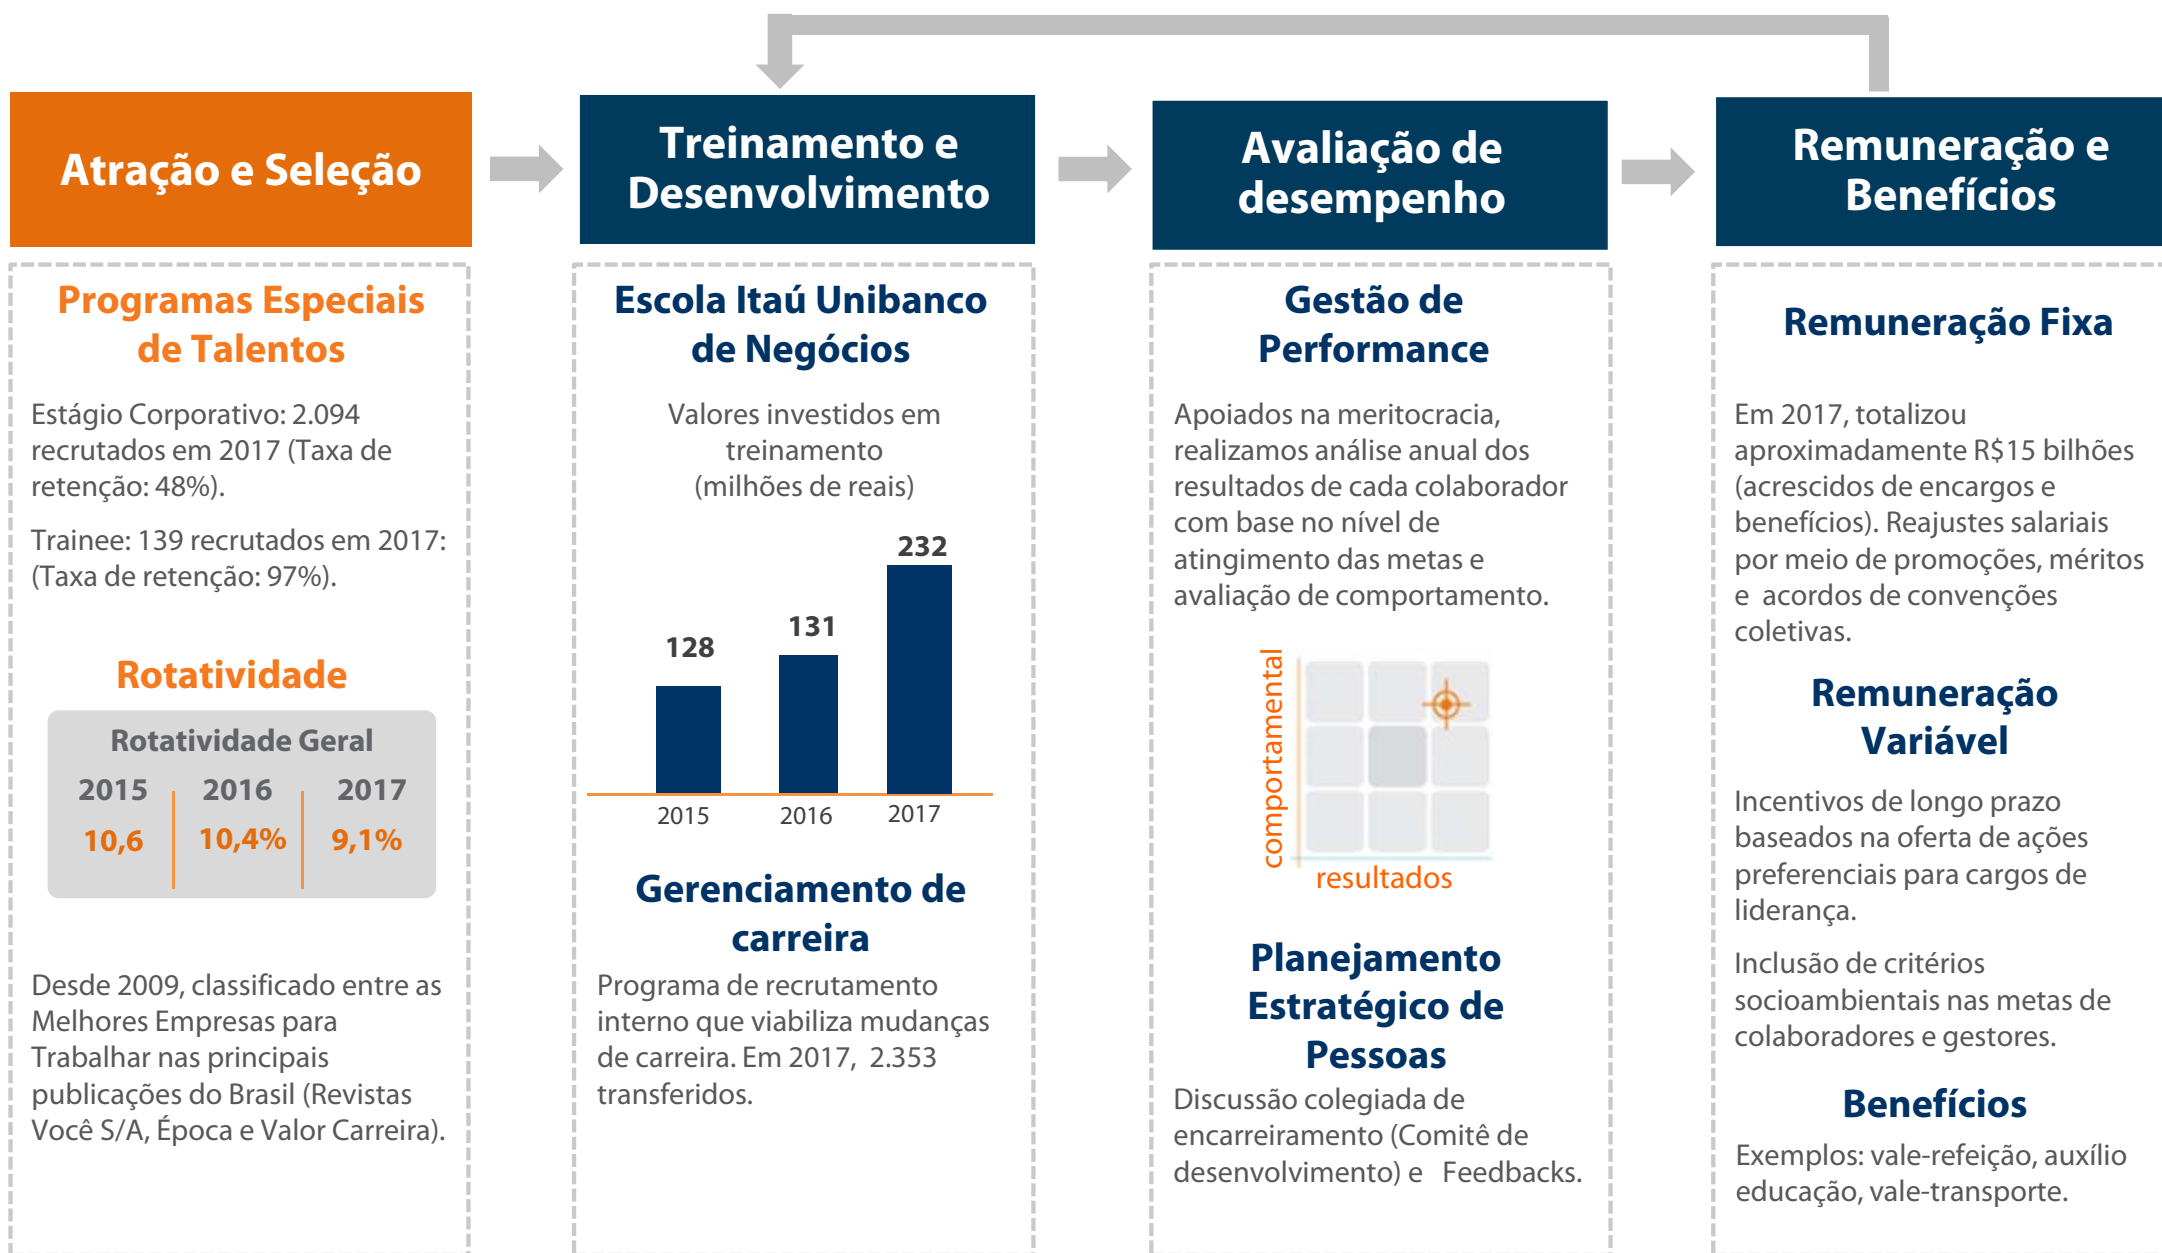 Atração e Seleção
Programas Especiais
de Talentos
Estágio Corporativo: 2.094
recrutados em 2017 (Taxa de
retenção: 48%).
Trainee: 139 recrutados em 2017:
(Taxa de retenção: 97%).
Rotatividade
Rotatividade Geral
2015 2016 2017
10,6 10,4% 9,1%
Desde 2009, classificado entre as
Melhores Empresas para
Trabalhar nas principais
publicações do Brasil (Revistas
Você S/A, Época e Valor Carreira).
Treinamento e
Desenvolvimento
Escola Itaú Unibanco
de Negócios
Valores investidos em
treinamento
(milhões de reais)
128 131 232
2015 2016 2017
Gerenciamento de
carreira
Programa de recrutamento
interno que viabiliza mudanças
de carreira. Em 2017, 2.353
transferidos.
Avaliação de
desempenho
Gestão de
Performance
Apoiados na meritocracia,
realizamos análise anual dos
resultados de cada colaborador
com base no nível de
atingimento das metas e
avaliação de comportamento.
comportamental
resultados
Planejamento
Estratégico de
Pessoas
Discussão colegiada de
encarreiramento (Comitê de
desenvolvimento) e Feedbacks.
Remuneração e
Benefícios
Remuneração Fixa
Em 2017, totalizou
aproximadamente R$15 bilhões
(acrescidos de encargos e
benefícios). Reajustes salariais
por meio de promoções, méritos
e acordos de convenções
coletivas.
Remuneração
Variável
Incentivos de longo prazo
baseados na oferta de ações
preferenciais para cargos de
liderança.
Inclusão de critérios
socioambientais nas metas de
colaboradores e gestores.
Benefícios
Exemplos: vale-refeição, auxílio
educação, vale-transporte.